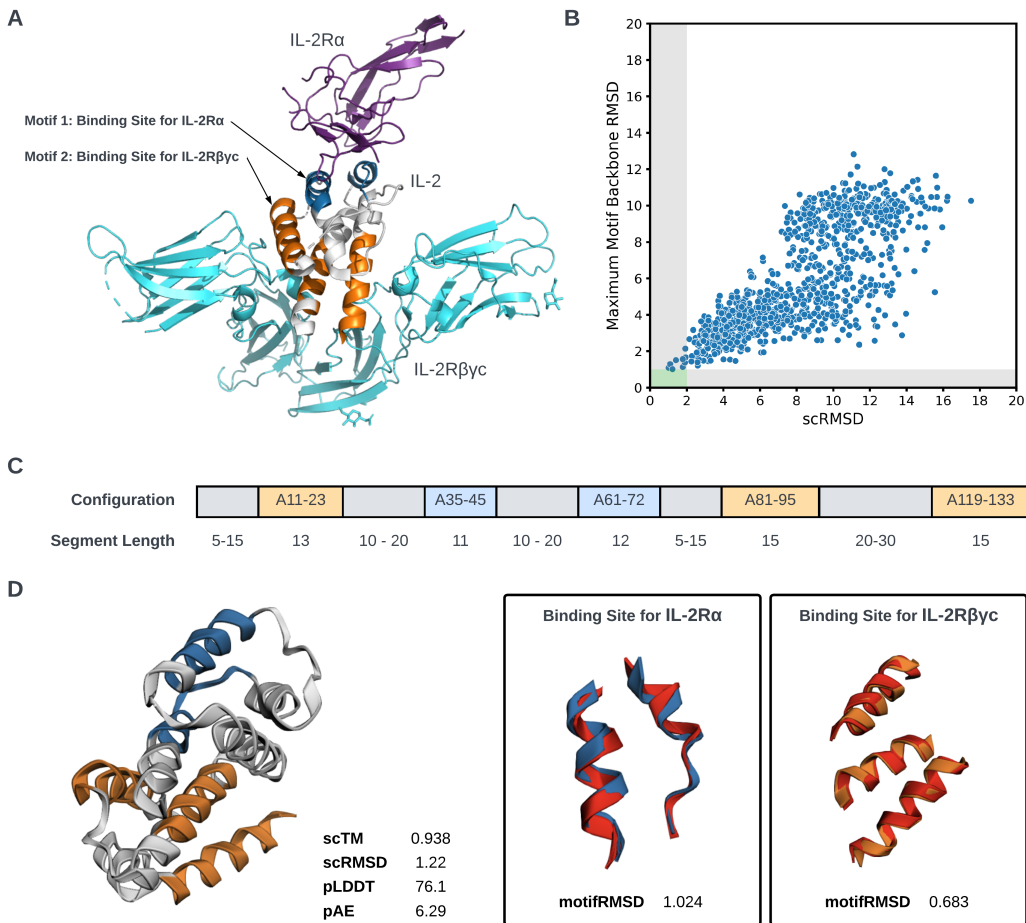 A
IL-2Rα
Motif 1: Binding Site for IL-2Rα
Motif 2: Binding Site for IL-2Rβγc
IL-2
IL-2Rβγc
B
Maximum Motif Backbone RMSD
20
18
16
14
12
10
8
6
4
2
0
0 2 4 6 8 10 12 14 16 18 20
scRMSD
C
Configuration A11-23 A35-45 A61-72 A81-95 A119-133
Segment Length 5-15 13 10 - 20 11 10 - 20 12 5-15 15 20-30 15
D
scTM 0.938
scRMSD 1.22
pLDDT 76.1
pAE 6.29
Binding Site for IL-2Rα
motifRMSD 1.024
Binding Site for IL-2Rβγc
motifRMSD 0.683